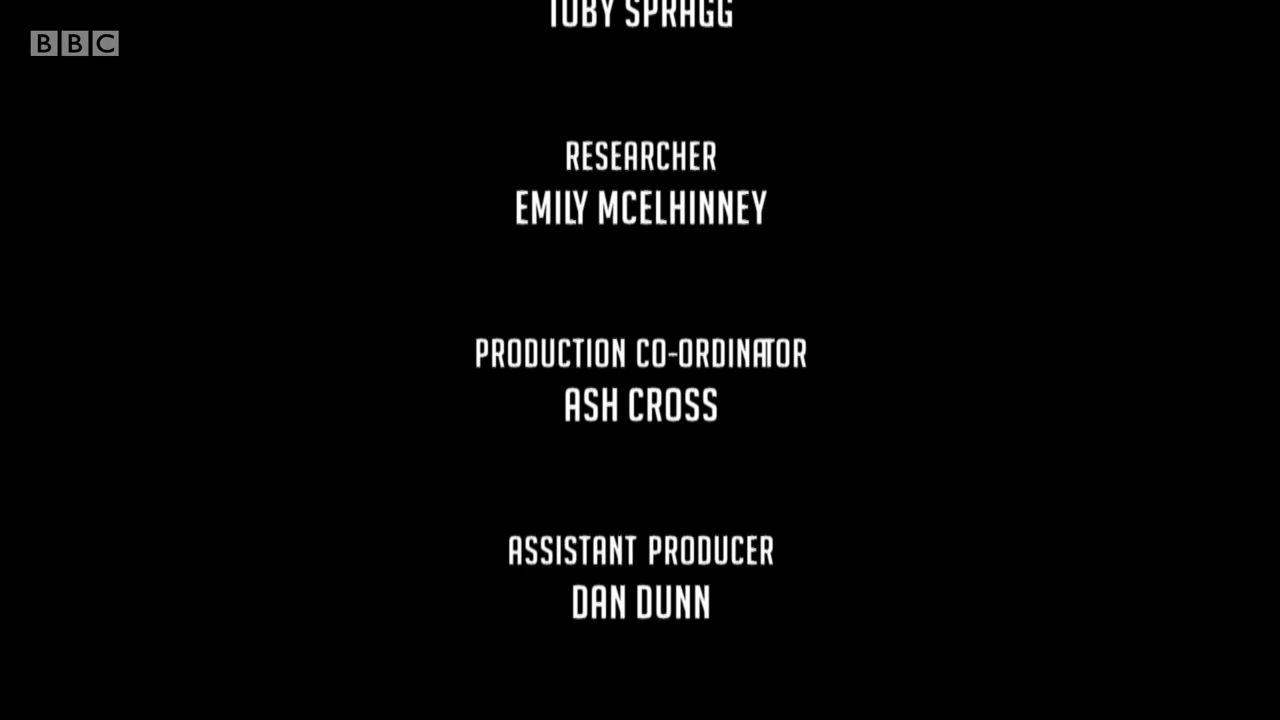 TOBY SPRAGG
BBC
RESEARCHER
EMILY MCELHINNEY
PRODUCTION CO-ORDINATOR
ASH CROSS
ASSISTANT PRODUCER
DAN DUNN